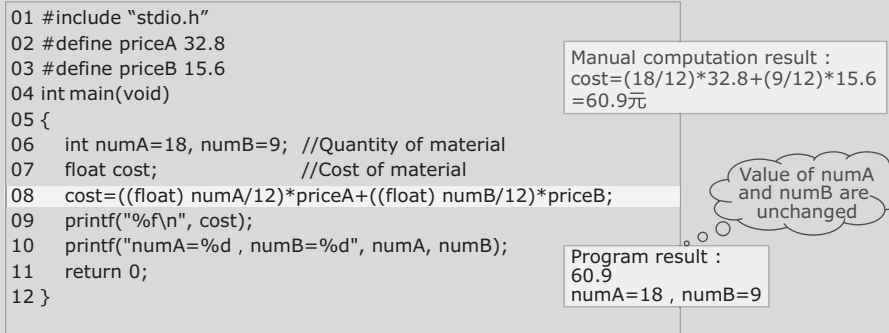 01 #include “stdio.h”
02 #define priceA 32.8
03 #define priceB 15.6
04 int main(void)
05 {
06 int numA=18, numB=9; //Quantity of material
07 float cost; //Cost of material
08 cost=((float) numA/12)*priceA+((float) numB/12)*priceB;
09 printf("%f\n", cost);
10 printf("numA=%d , numB=%d", numA, numB);
11 return 0;
12 }
Manual computation result :
cost=(18/12)*32.8+(9/12)*15.6
=60.9元
Value of numA
and numB are
unchanged
Program result :
60.9
numA=18 , numB=9